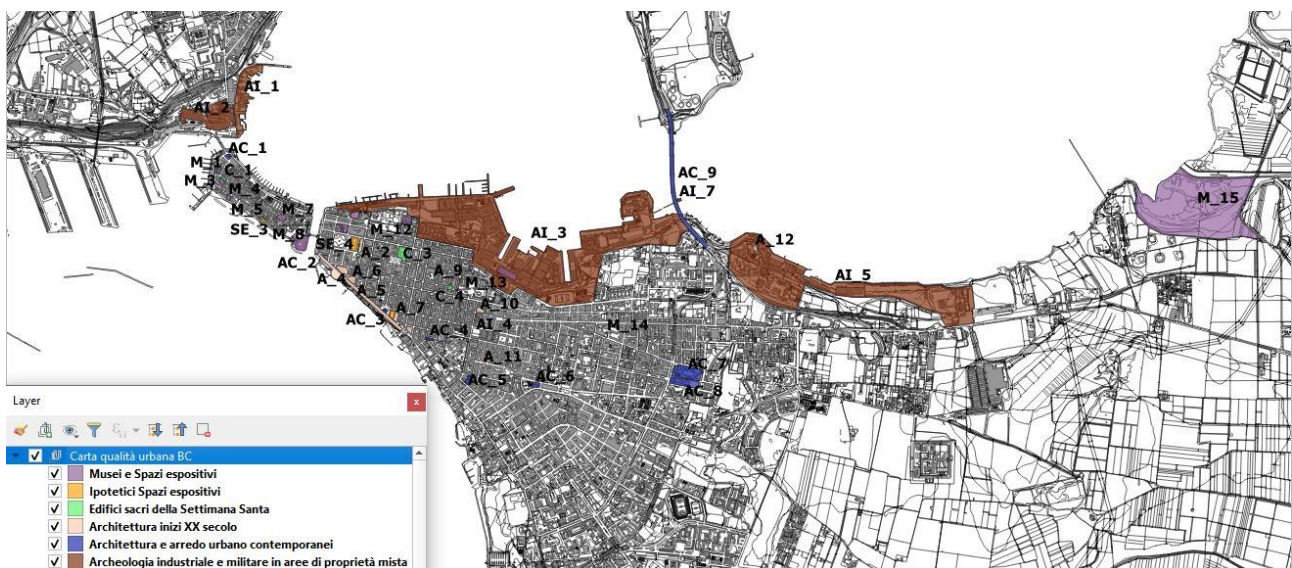 AI_1
AI_2
AC_1
M_1
C_1
M_3
M_4
M_5
M_7
SE_3
M_8
AC_2
SE_4
A_2
M_12
C_3
A_4
A_6
A_5
A_9
M_13
C_4
A_7
AC_3
A_10
AI_4
AC_4
A_11
AC_5
AC_6
AI_3
M_14
AC_7
AC_8
AC_9
AI_7
A_12
AI_5
M_15
Layer
Carta qualità urbana BC
Musei e Spazi espositivi
Ipotetici Spazi espositivi
Edifici sacri della Settimana Santa
Architettura inizi XX secolo
Architettura e arredo urbano contemporanei
Archeologia industriale e militare in aree di proprietà mista